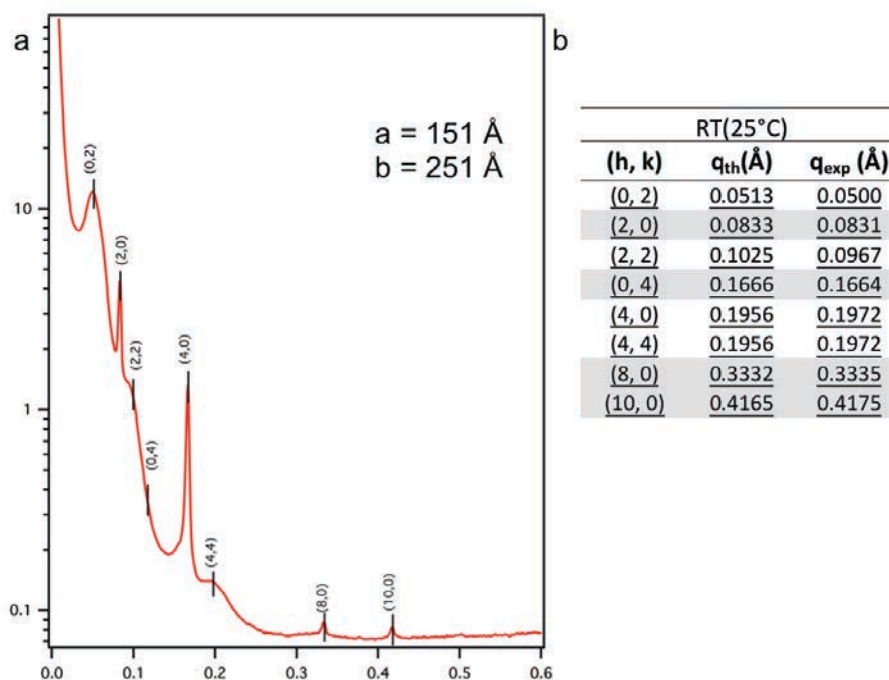 a
b
a = 151 Å
b = 251 Å
10
1
0.1
0.0 0.1 0.2 0.3 0.4 0.5 0.6
(0,2)
(2,0)
(2,2)
(0,4)
(4,0)
(4,4)
(8,0)
(10,0)
RT(25°C)
(h, k) qth(Å) qexp (Å)
(0, 2) 0.0513 0.0500
(2, 0) 0.0833 0.0831
(2, 2) 0.1025 0.0967
(0, 4) 0.1666 0.1664
(4, 0) 0.1956 0.1972
(4, 4) 0.1956 0.1972
(8, 0) 0.3332 0.3335
(10, 0) 0.4165 0.4175